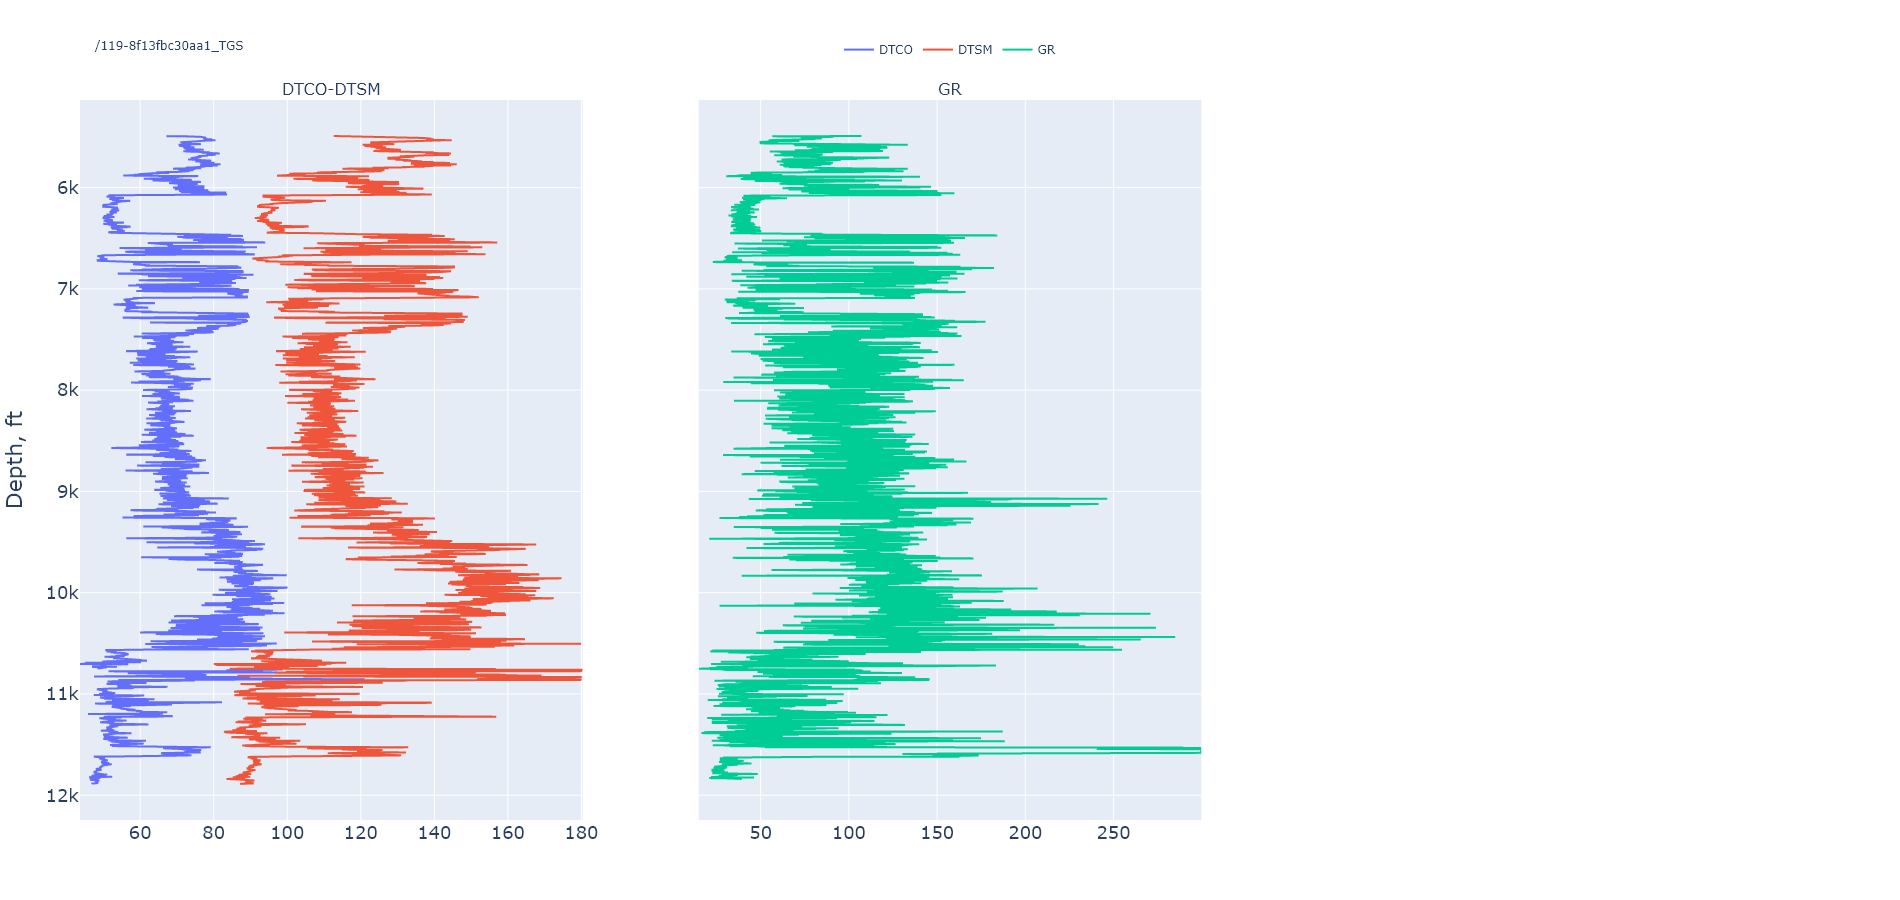 /119-8f13fbc30aa1_TGS
DTCO DTSM GR
DTCO-DTSM GR
Depth, ft
6k
7k
8k
9k
10k
11k
12k
60 80 100 120 140 160 180
50 100 150 200 250